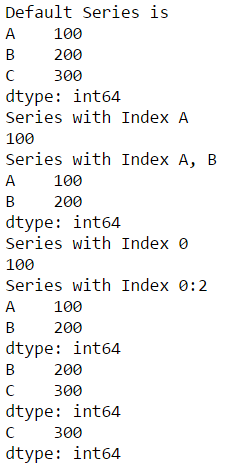 Default Series is
A    100
B    200
C    300
dtype: int64
Series with Index A
100
Series with Index A, B
A    100
B    200
dtype: int64
Series with Index 0
100
Series with Index 0:2
A    100
B    200
dtype: int64
B    200
C    300
dtype: int64
C    300
dtype: int64